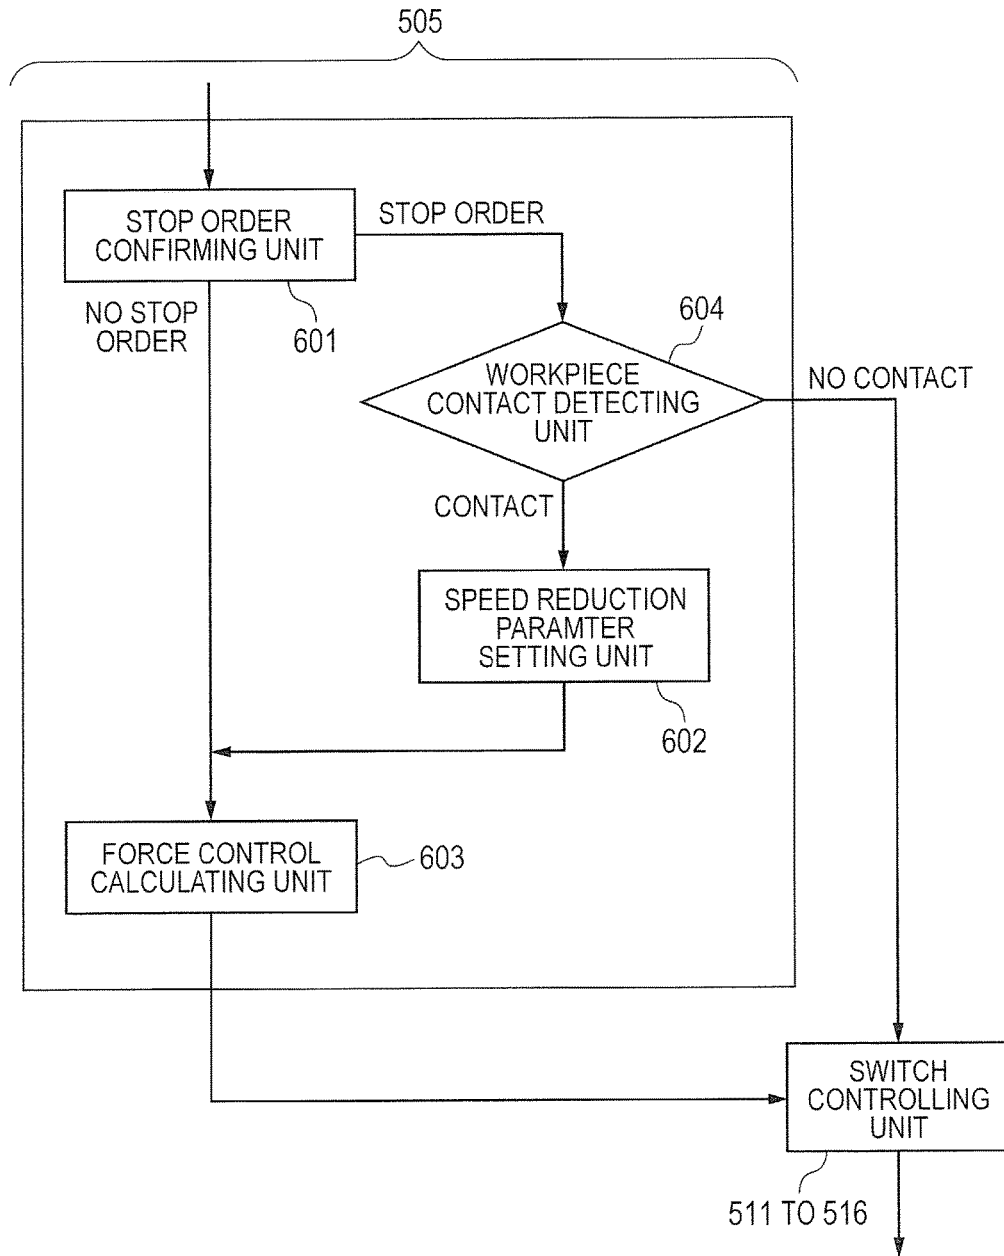 505
STOP ORDER
CONFIRMING UNIT
STOP ORDER
NO STOP
ORDER
601
604
WORKPIECE
CONTACT DETECTING
UNIT
NO CONTACT
CONTACT
SPEED REDUCTION
PARAMTER
SETTING UNIT
602
FORCE CONTROL
CALCULATING UNIT
603
SWITCH
CONTROLLING
UNIT
511 TO 516